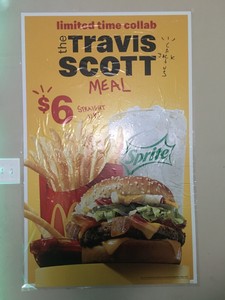 limited time collab
the
Travis
SCOTT
MEAL
$6
Sprite